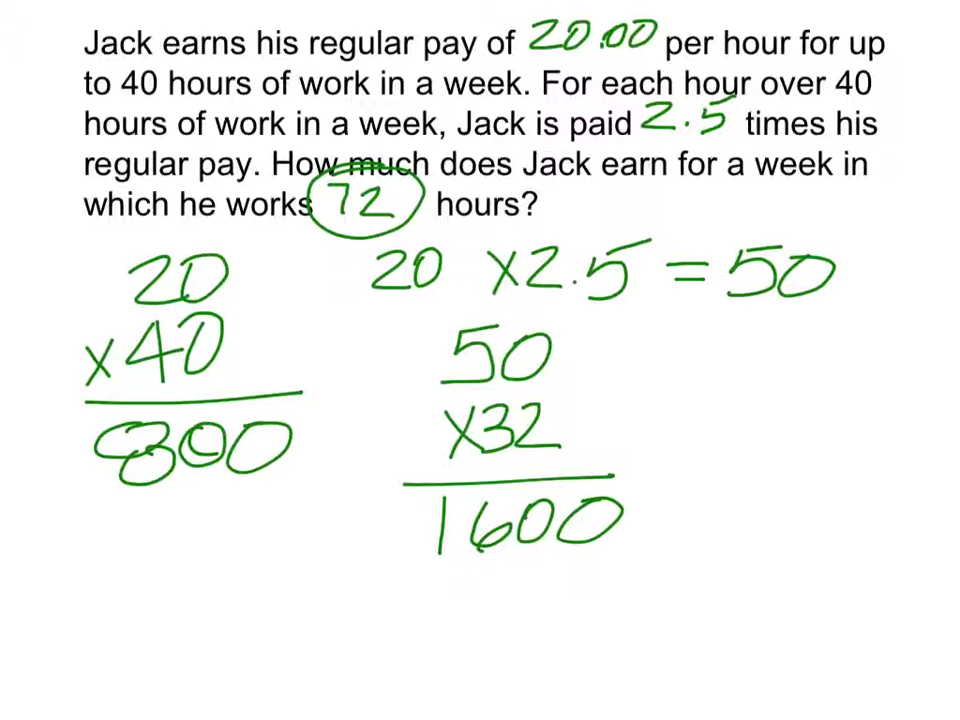 Jack earns his regular pay of 20.00 per hour for up
to 40 hours of work in a week. For each hour over 40
hours of work in a week, Jack is paid 2.5 times his
regular pay. How much does Jack earn for a week in
which he works 72 hours?
20
x40
800
20 x2.5 = 50
50
x32
1600